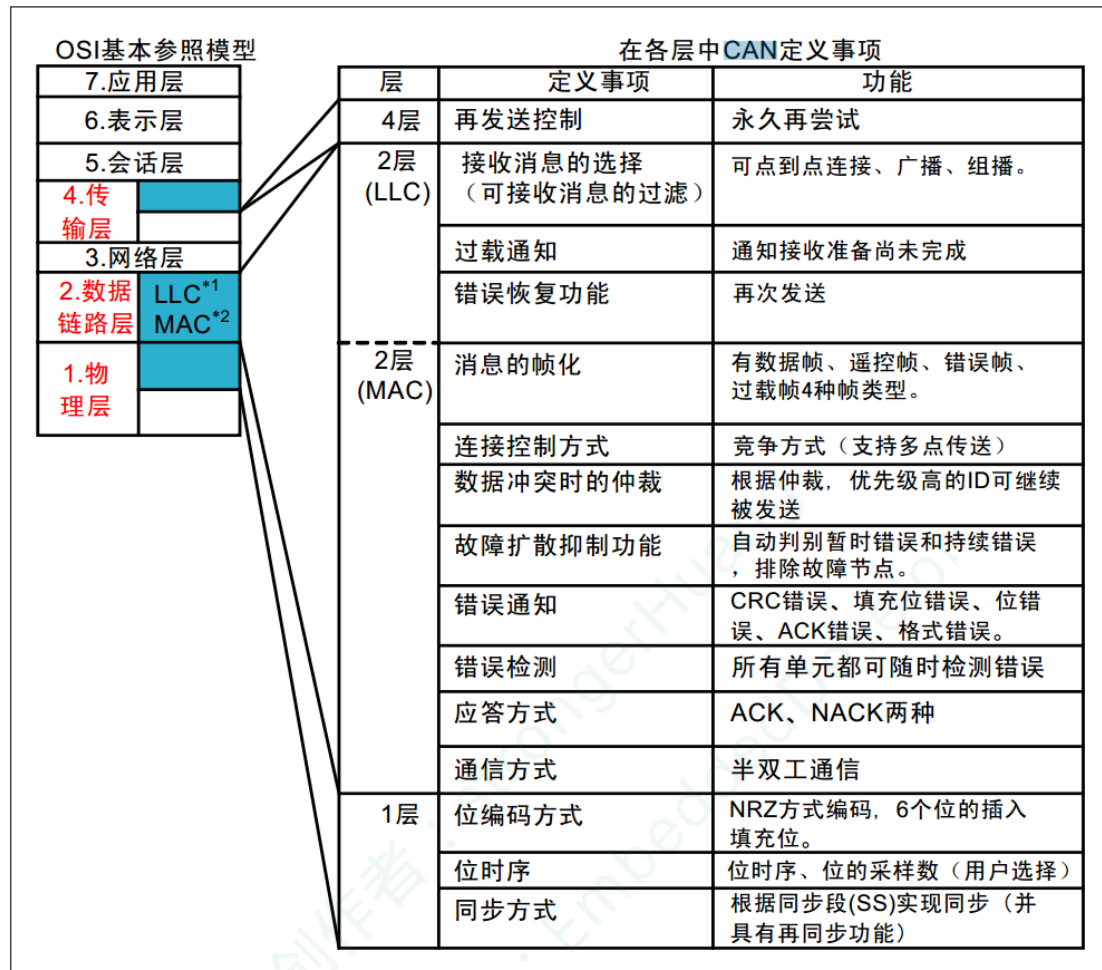 OSI基本参照模型
7.应用层
6.表示层
5.会话层
4.传
输层
3.网络层
2.数据
链路层
LLC*1
MAC*2
1.物
理层
在各层中CAN定义事项
层 定义事项 功能
4层 再发送控制 永久再尝试
2层
(LLC)
接收消息的选择
（可接收消息的过滤）
可点到点连接、广播、组播。
过载通知 通知接收准备尚未完成
错误恢复功能 再次发送
2层
(MAC)
消息的帧化
有数据帧、遥控帧、错误帧、
过载帧4种帧类型。
连接控制方式 竞争方式（支持多点传送）
数据冲突时的仲裁
根据仲裁，优先级高的ID可继续
被发送
故障扩散抑制功能
自动判别暂时错误和持续错误
，排除故障节点。
错误通知
CRC错误、填充位错误、位错
误、ACK错误、格式错误。
错误检测 所有单元都可随时检测错误
应答方式 ACK、NACK两种
通信方式 半双工通信
1层
位编码方式
NRZ方式编码，6个位的插入
填充位。
位时序 位时序、位的采样数（用户选择）
同步方式
根据同步段(SS)实现同步（并
具有再同步功能）